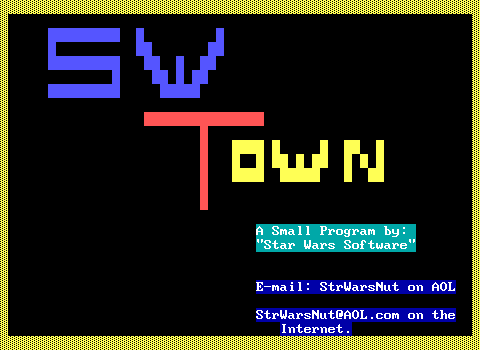 SW
Town
A Small Program by:
"Star Wars Software"
E-mail: StrWarsNut on AOL
StrWarsNut@AOL.com on the
Internet.